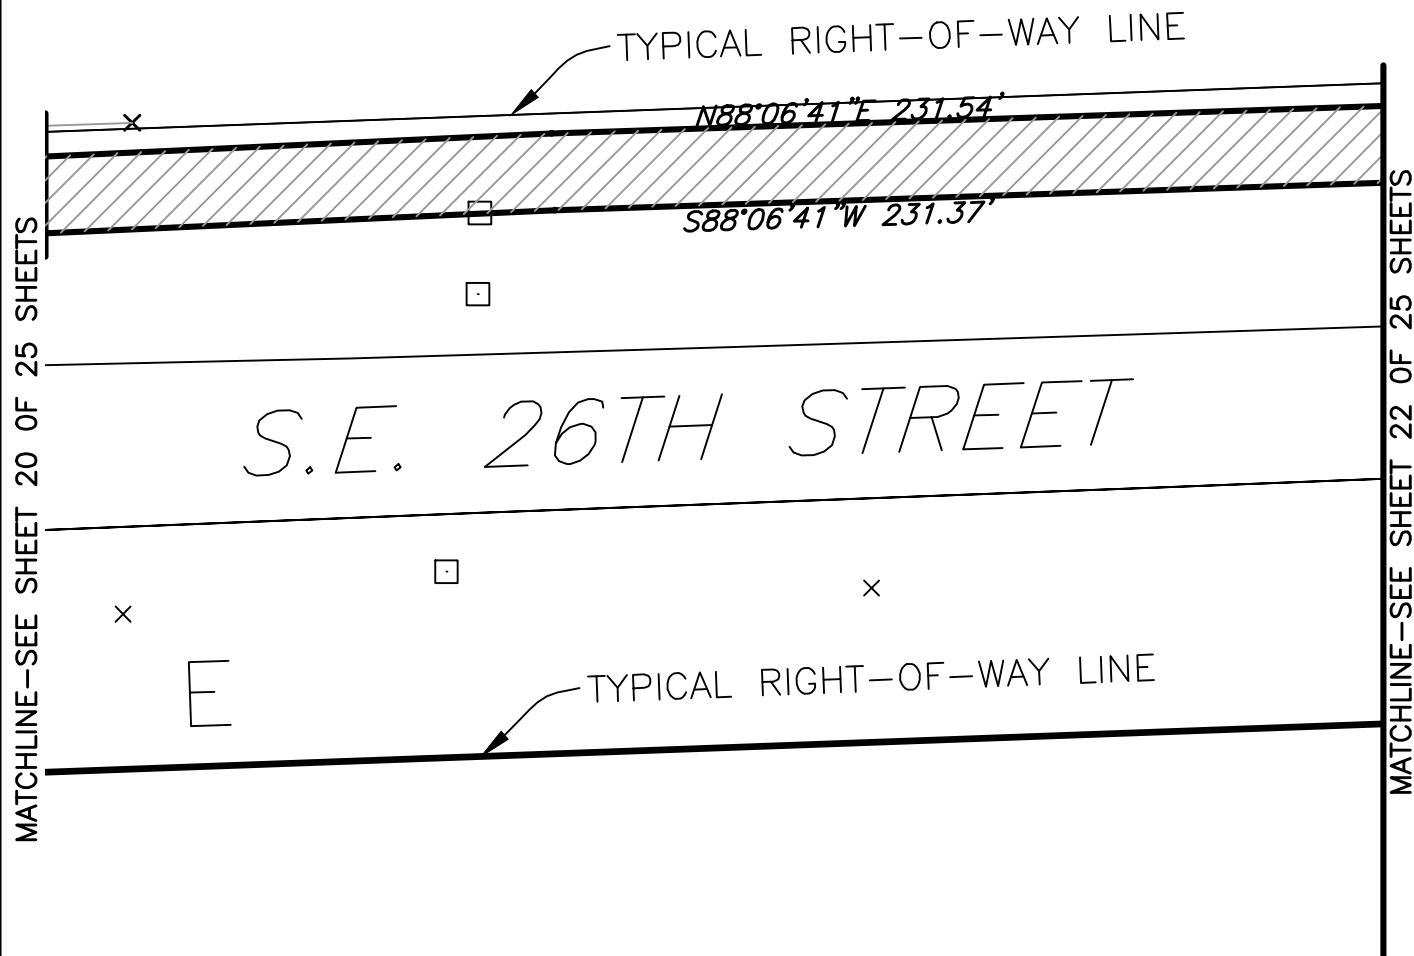 TYPICAL RIGHT-OF-WAY LINE
N88°06'41"E 231.54'
S88°06'41"W 231.37'
MATCHLINE-SEE SHEET 20 OF 25 SHEETS
MATCHLINE-SEE SHEET 22 OF 25 SHEETS
S.E. 26TH STREET
E
TYPICAL RIGHT-OF-WAY LINE